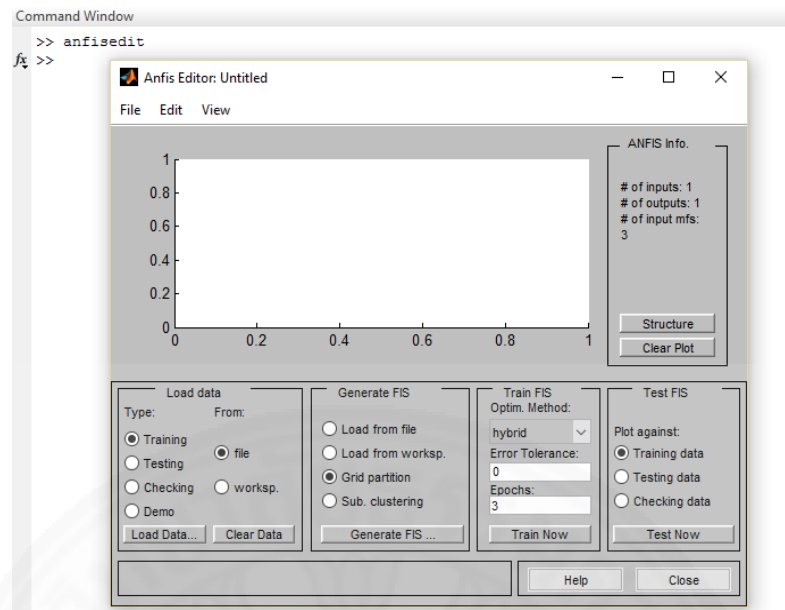 Command Window
>> anfisedit
fx >>
Anfis Editor: Untitled
File Edit View
1
0.8
0.6
0.4
0.2
0
0 0.2 0.4 0.6 0.8 1
ANFIS Info.
# of inputs: 1
# of outputs: 1
# of input mfs:
3
Structure
Clear Plot
Load data
Type: From:
Training
Testing
Checking
Demo
file
worksp.
Load Data... Clear Data
Generate FIS
Load from file
Load from worksp.
Grid partition
Sub. clustering
Generate FIS ...
Train FIS
Optim. Method:
hybrid
Error Tolerance:
0
Epochs:
3
Train Now
Test FIS
Plot against:
Training data
Testing data
Checking data
Test Now
Help Close